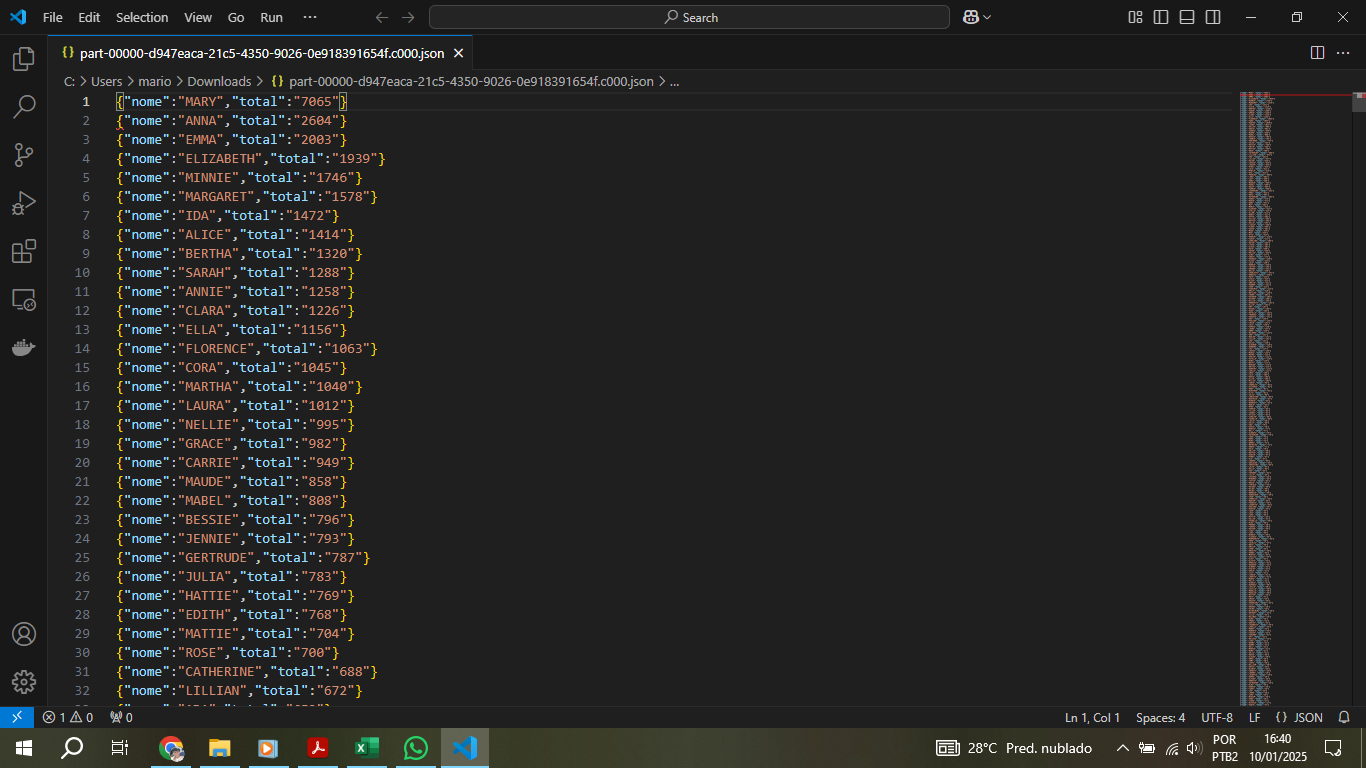 File Edit Selection View Go Run ··· Search
part-00000-d947eaca-21c5-4350-9026-0e918391654f.c000.json
C: > Users > mario > Downloads > {} part-00000-d947eaca-21c5-4350-9026-0e918391654f.c000.json > ...
1 {"nome":"MARY","total":"7065"}
2 {"nome":"ANNA","total":"2604"}
3 {"nome":"EMMA","total":"2003"}
4 {"nome":"ELIZABETH","total":"1939"}
5 {"nome":"MINNIE","total":"1746"}
6 {"nome":"MARGARET","total":"1578"}
7 {"nome":"IDA","total":"1472"}
8 {"nome":"ALICE","total":"1414"}
9 {"nome":"BERTHA","total":"1320"}
10 {"nome":"SARAH","total":"1288"}
11 {"nome":"ANNIE","total":"1258"}
12 {"nome":"CLARA","total":"1226"}
13 {"nome":"ELLA","total":"1156"}
14 {"nome":"FLORENCE","total":"1063"}
15 {"nome":"CORA","total":"1045"}
16 {"nome":"MARTHA","total":"1040"}
17 {"nome":"LAURA","total":"1012"}
18 {"nome":"NELLIE","total":"995"}
19 {"nome":"GRACE","total":"982"}
20 {"nome":"CARRIE","total":"949"}
21 {"nome":"MAUDE","total":"858"}
22 {"nome":"MABEL","total":"808"}
23 {"nome":"BESSIE","total":"796"}
24 {"nome":"JENNIE","total":"793"}
25 {"nome":"GERTRUDE","total":"787"}
26 {"nome":"JULIA","total":"783"}
27 {"nome":"HATTIE","total":"769"}
28 {"nome":"EDITH","total":"768"}
29 {"nome":"MATTIE","total":"704"}
30 {"nome":"ROSE","total":"700"}
31 {"nome":"CATHERINE","total":"688"}
32 {"nome":"LILLIAN","total":"672"}
1 0 0 Ln 1, Col 1 Spaces: 4 UTF-8 LF {} JSON
28°C Pred. nublado POR 16:40
PTB2 10/01/2025